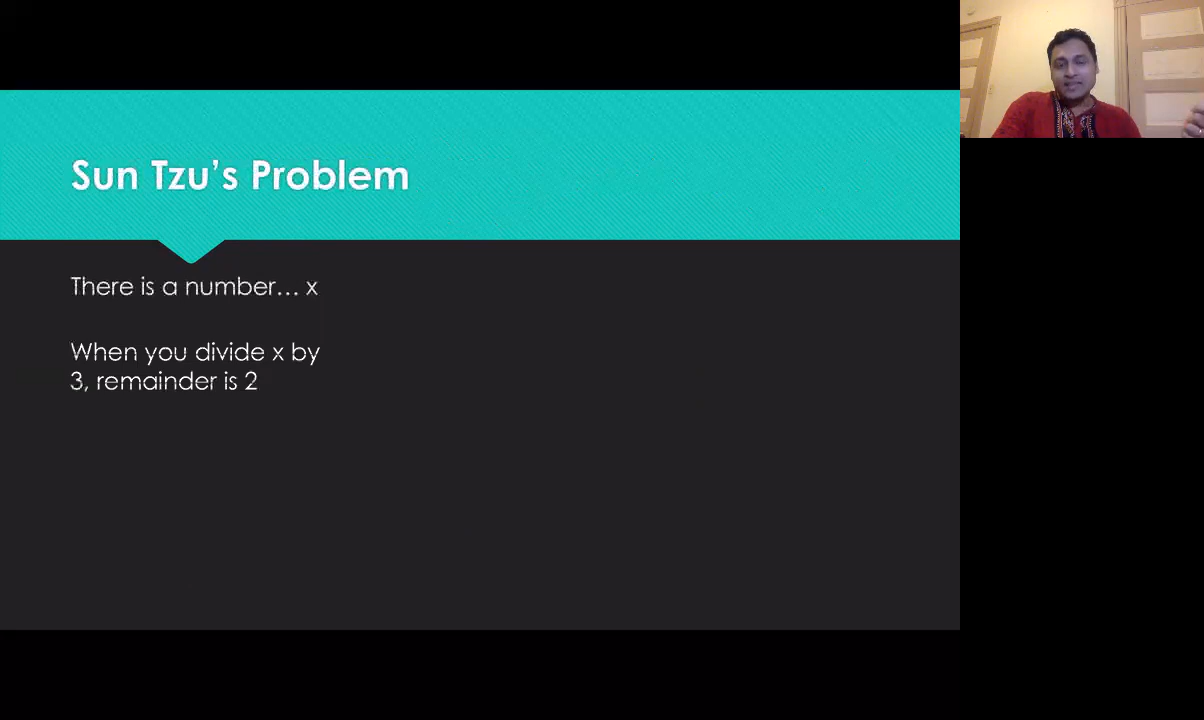 Sun Tzu’s Problem
There is a number… x
When you divide x by
3, remainder is 2